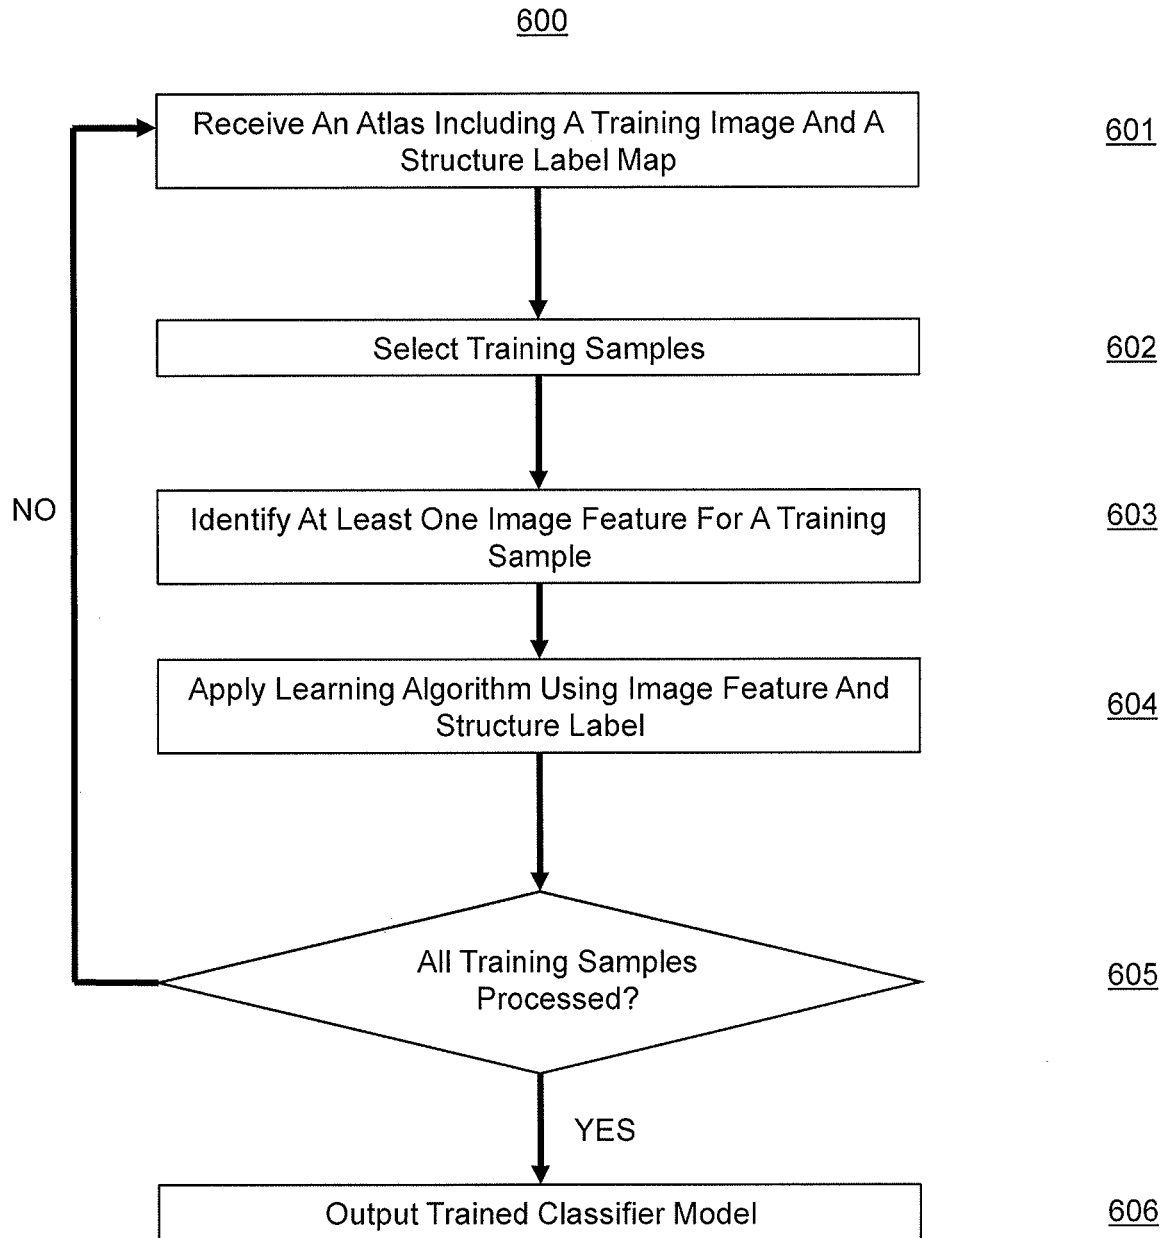 600
Receive An Atlas Including A Training Image And A
Structure Label Map
601
Select Training Samples
602
NO
Identify At Least One Image Feature For A Training
Sample
603
Apply Learning Algorithm Using Image Feature And
Structure Label
604
All Training Samples
Processed?
605
YES
Output Trained Classifier Model
606